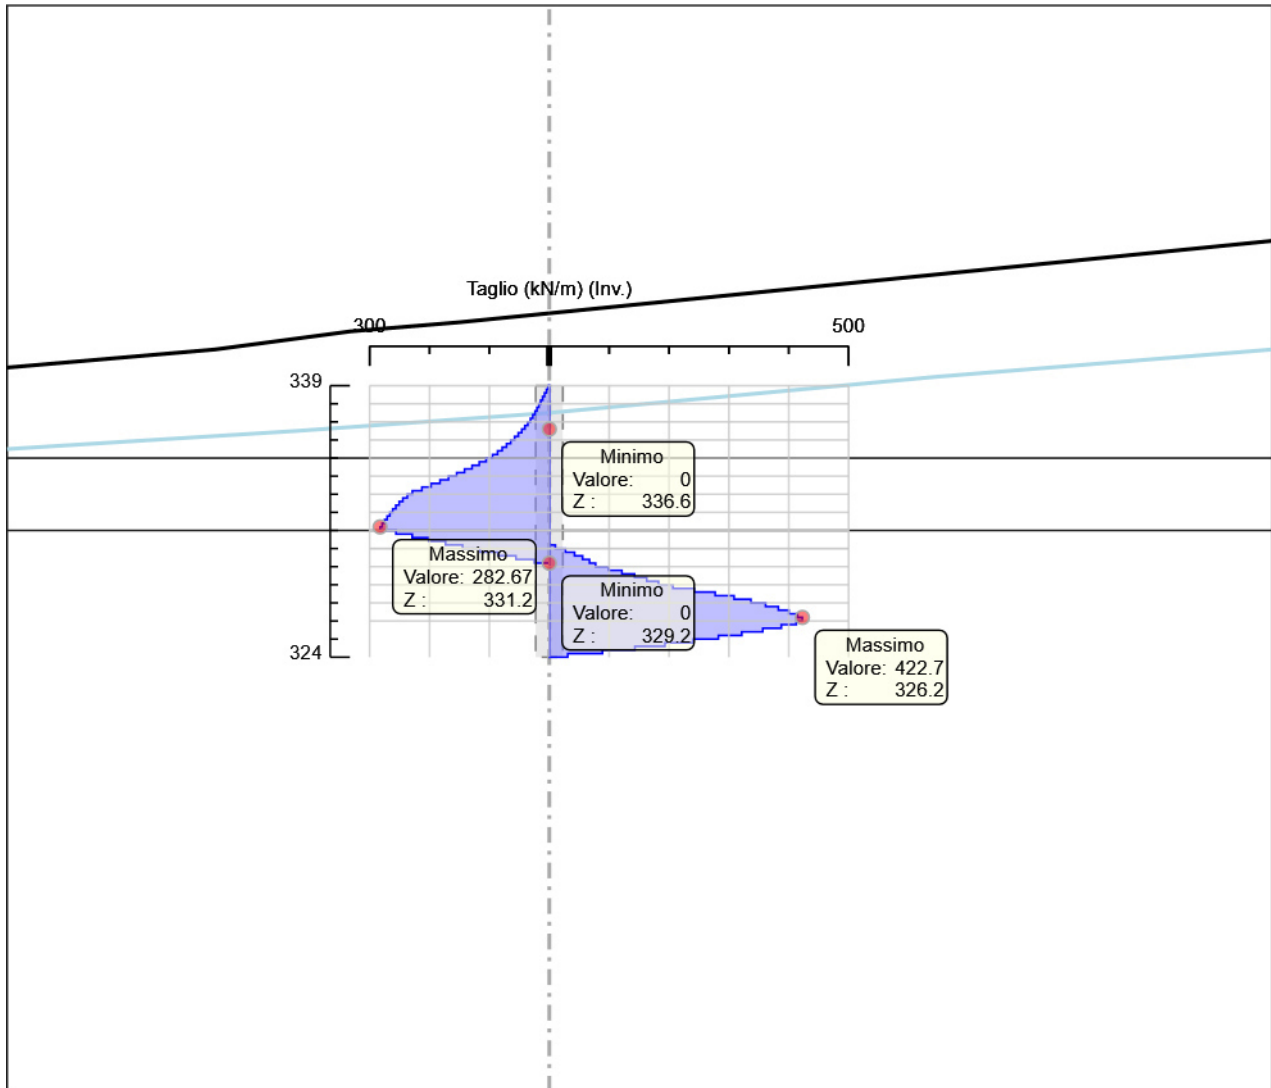 Taglio (kN/m) (Inv.)
300
500
339
Minimo
Valore: 0
Z : 336.6
Massimo
Valore: 282.67
Z : 331.2
Minimo
Valore: 0
Z : 329.2
324
Massimo
Valore: 422.7
Z : 326.2